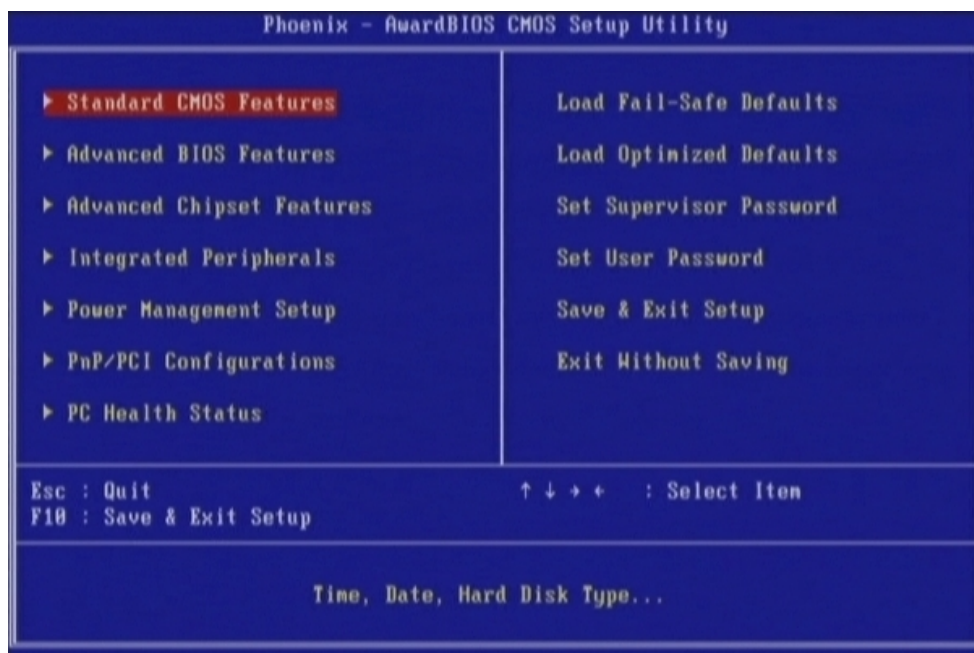 Phoenix - AwardBIOS CMOS Setup Utility
▶ Standard CMOS Features
▶ Advanced BIOS Features
▶ Advanced Chipset Features
▶ Integrated Peripherals
▶ Power Management Setup
▶ PnP/PCI Configurations
▶ PC Health Status
Load Fail-Safe Defaults
Load Optimized Defaults
Set Supervisor Password
Set User Password
Save & Exit Setup
Exit Without Saving
Esc : Quit
F10 : Save & Exit Setup
↑ ↓ → ← : Select Item
Time, Date, Hard Disk Type...